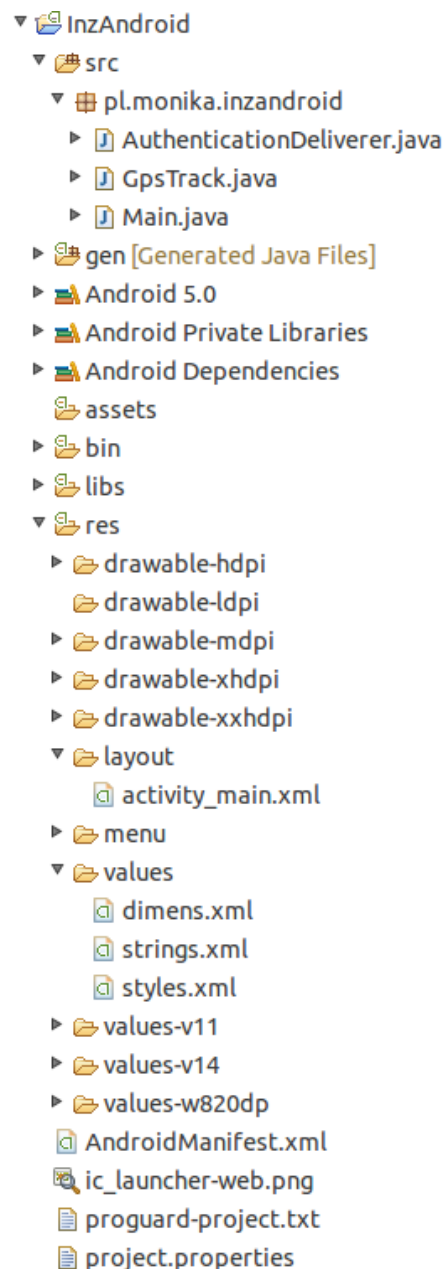 InzAndroid
src
pl.monika.inzandroid
AuthenticationDeliverer.java
GpsTrack.java
Main.java
gen [Generated Java Files]
Android 5.0
Android Private Libraries
Android Dependencies
assets
bin
libs
res
drawable-hdpi
drawable-ldpi
drawable-mdpi
drawable-xhdpi
drawable-xxhdpi
layout
activity_main.xml
menu
values
dimens.xml
strings.xml
styles.xml
values-v11
values-v14
values-w820dp
AndroidManifest.xml
ic_launcher-web.png
proguard-project.txt
project.properties